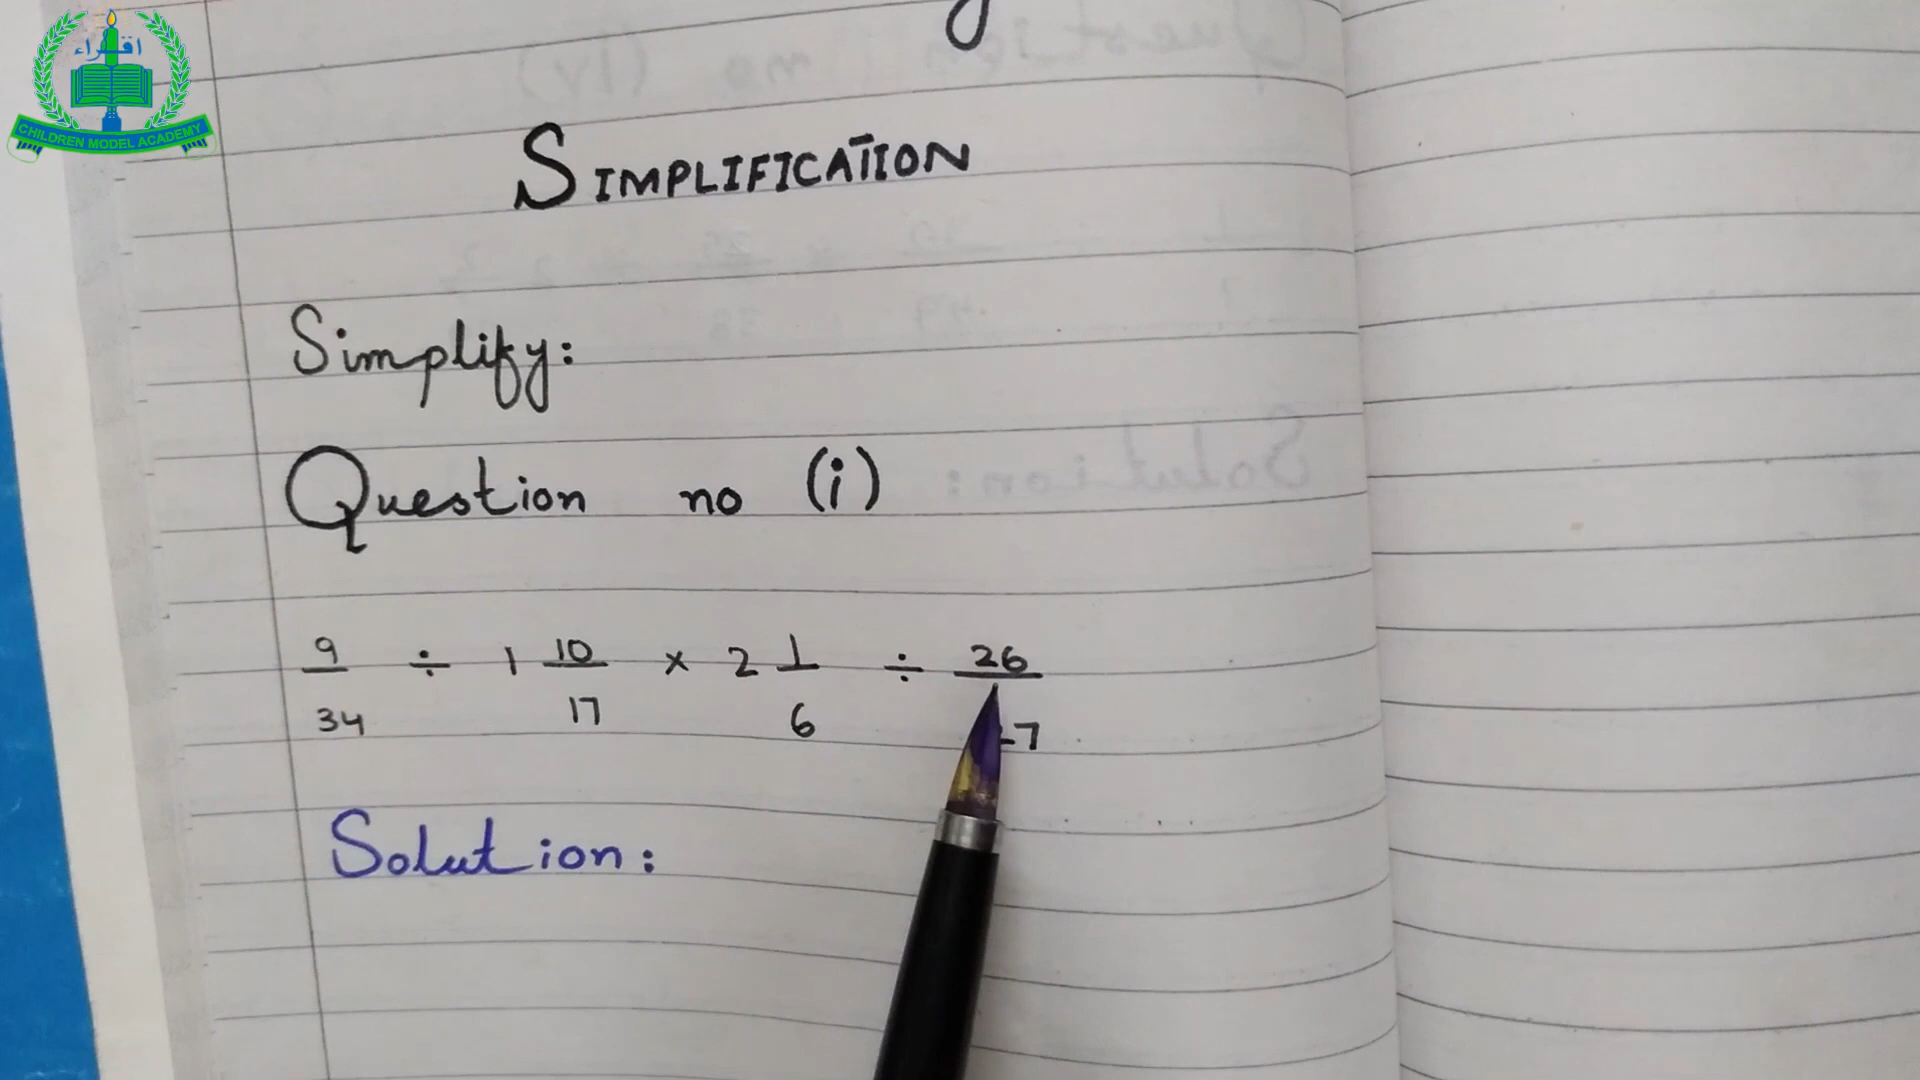 اقراء
CHILDREN MODEL ACADEMY
SIMPLIFICATION
Simplify:
Question no (i)
9/34 ÷ 1 10/17 × 2 1/6 ÷ 26/
Solution: